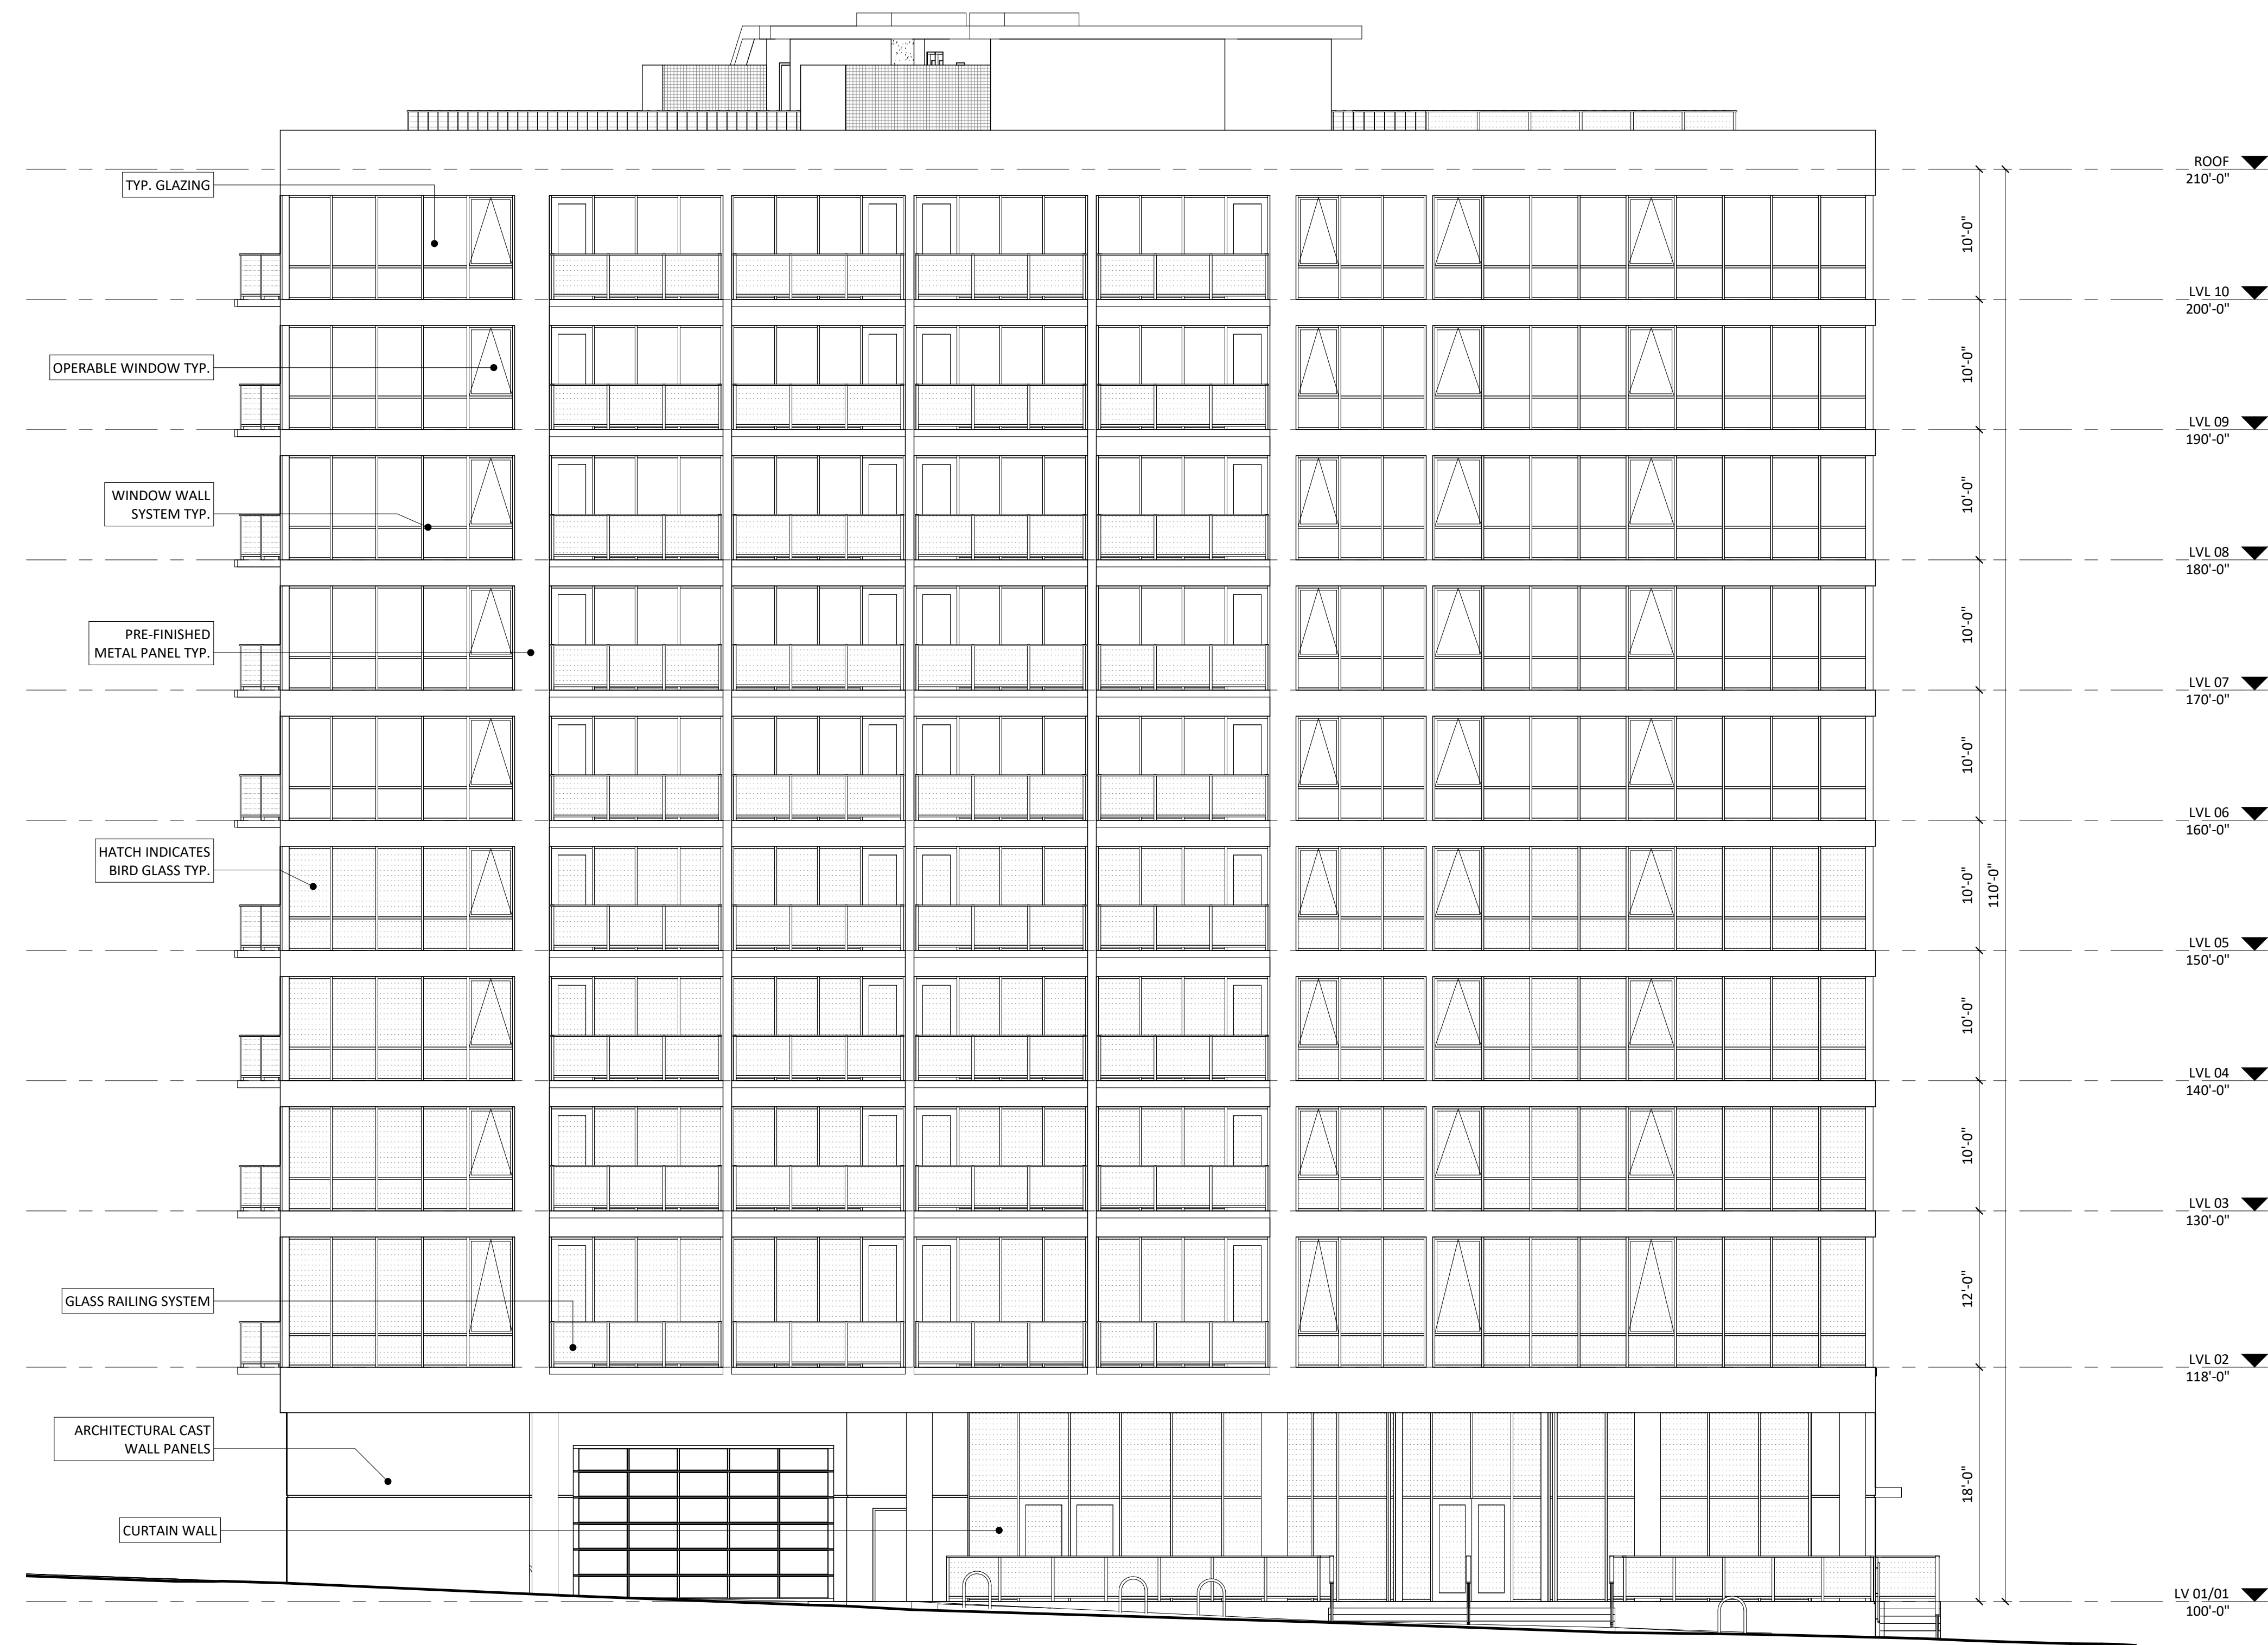 ROOF
210'-0"
TYP. GLAZING
10'-0"
LVL 10
200'-0"
OPERABLE WINDOW TYP.
10'-0"
LVL 09
190'-0"
WINDOW WALL
SYSTEM TYP.
10'-0"
LVL 08
180'-0"
PRE-FINISHED
METAL PANEL TYP.
10'-0"
LVL 07
170'-0"
10'-0"
LVL 06
160'-0"
HATCH INDICATES
BIRD GLASS TYP.
10'-0"
110'-0"
LVL 05
150'-0"
10'-0"
LVL 04
140'-0"
10'-0"
LVL 03
130'-0"
GLASS RAILING SYSTEM
12'-0"
LVL 02
118'-0"
ARCHITECTURAL CAST
WALL PANELS
18'-0"
CURTAIN WALL
LV 01/01
100'-0"